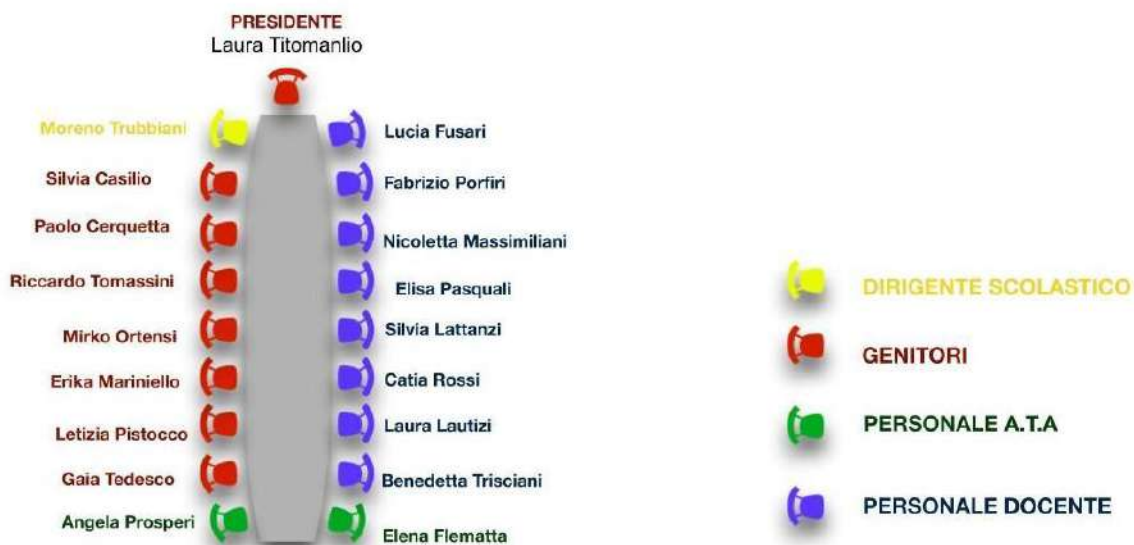 PRESIDENTE
Laura Titomanlio
Moreno Trubbiani
Lucia Fusari
Silvia Casilio
Fabrizio Porfiri
Paolo Cerquetta
Nicoletta Massimiliani
Riccardo Tomassini
Elisa Pasquali
Mirko Ortensi
Silvia Lattanzi
Erika Mariniello
Catia Rossi
Letizia Pistocco
Laura Lautizi
Gaia Tedesco
Benedetta Trisciani
Angela Prosperi
Elena Flematta
DIRIGENTE SCOLASTICO
GENITORI
PERSONALE A.T.A
PERSONALE DOCENTE